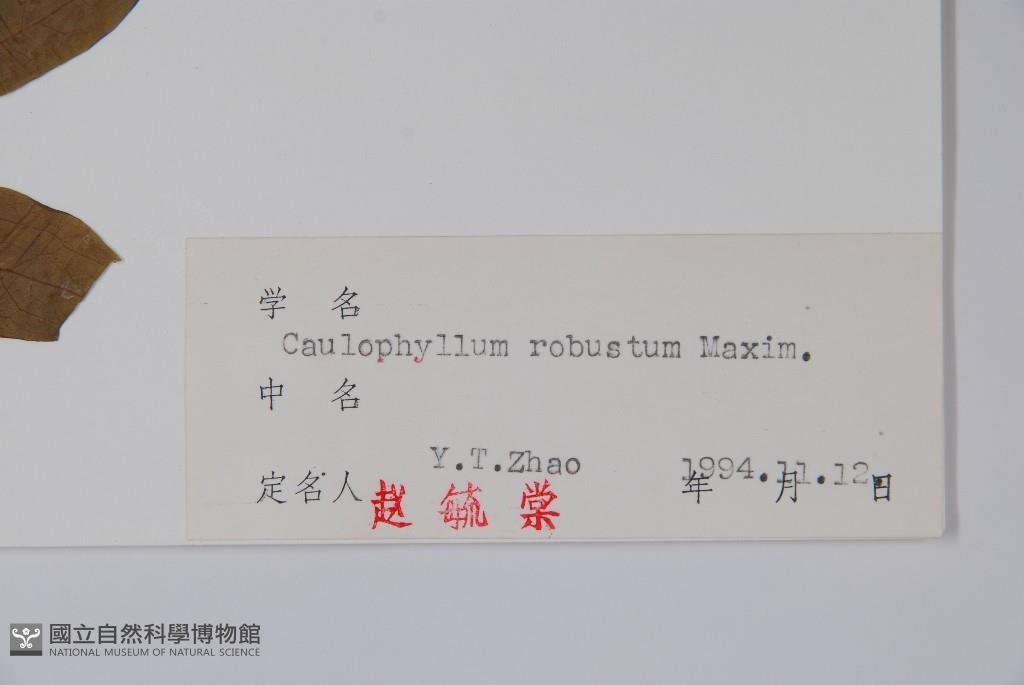 学 名
Caulophyllum robustum Maxim.
中 名
Y.T.Zhao 1994.11.12.
定名人 赵毓棠 年 月 日
國立自然科學博物館
NATIONAL MUSEUM OF NATURAL SCIENCE